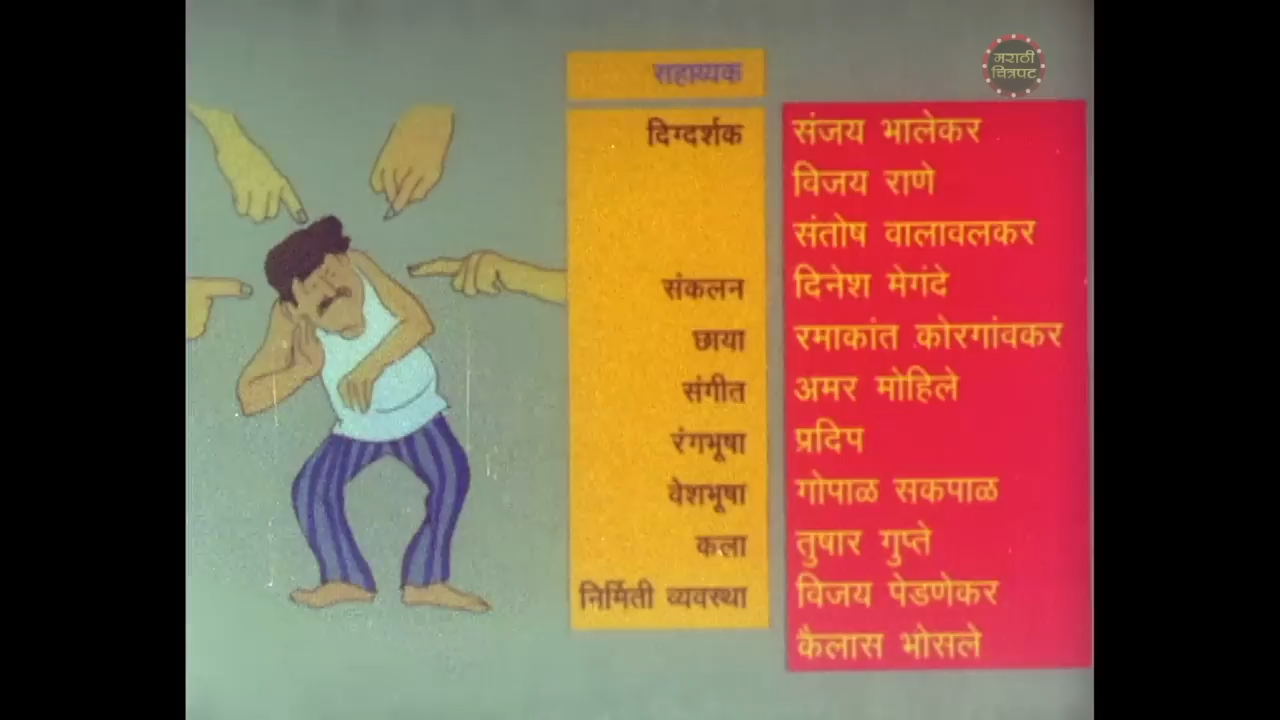 मराठी
चित्रपट
सहाय्यक
दिग्दर्शक संजय भालेकर
विजय राणे
संतोष वालावलकर
संकलन दिनेश मेगंदे
छाया रमाकांत कोरगांवकर
संगीत अमर मोहिले
रंगभूषा प्रदिप
वेशभूषा गोपाळ सकपाळ
कला तुषार गुप्ते
निर्मिती व्यवस्था विजय पेडणेकर
कैलास भोसले